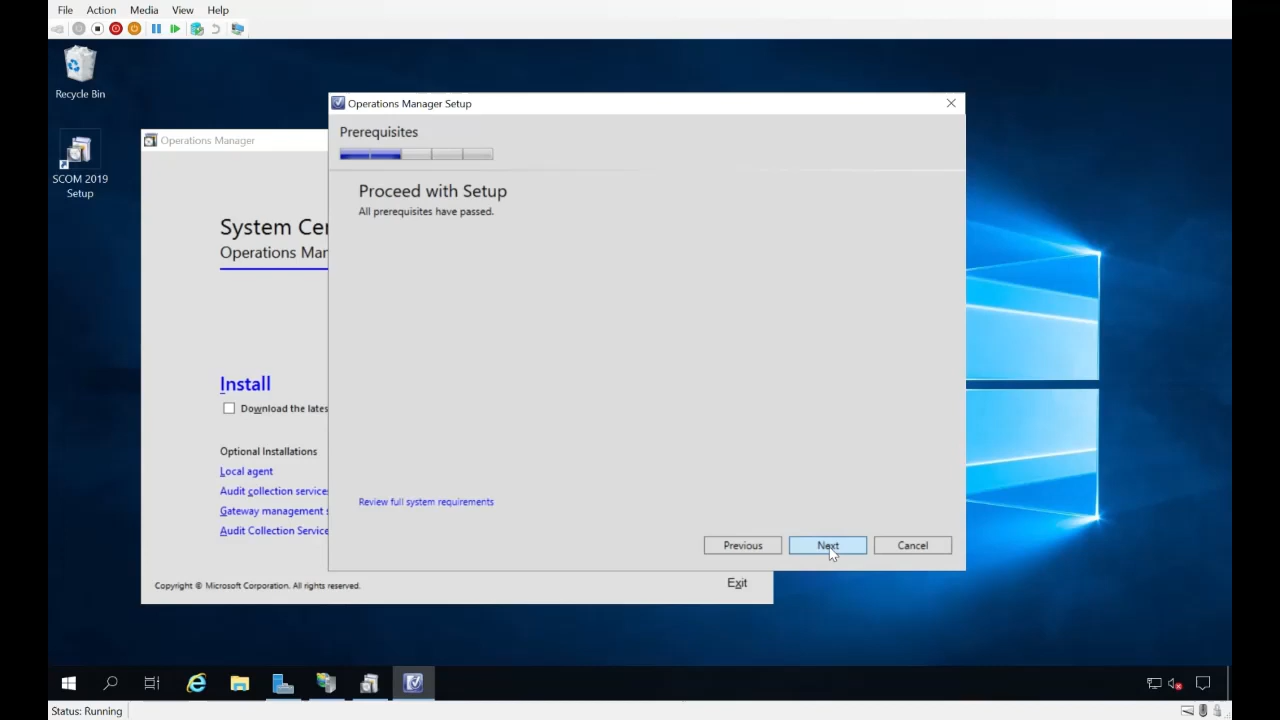 File Action Media View Help
Recycle Bin
SCOM 2019
Setup
Operations Manager
System Cen
Operations Mar
Install
Download the lates
Optional Installations
Local agent
Audit collection services
Gateway management s
Audit Collection Service
Copyright © Microsoft Corporation. All rights reserved.
Exit
Operations Manager Setup
Prerequisites
Proceed with Setup
All prerequisites have passed.
Review full system requirements
Previous Next Cancel
Status: Running